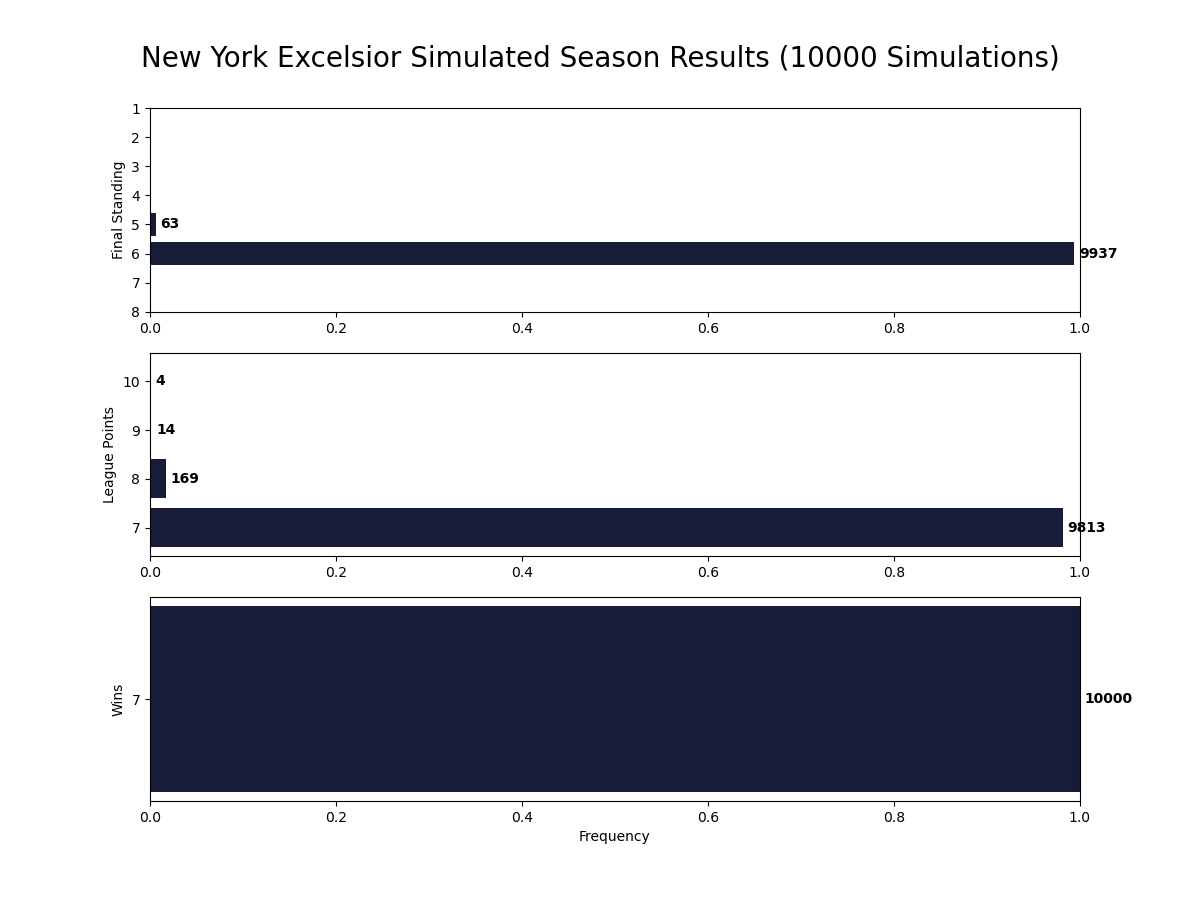 New York Excelsior Simulated Season Results (10000 Simulations)
Final Standing
1
2
3
4
5 63
6 9937
7
8
0.0 0.2 0.4 0.6 0.8 1.0
League Points
10 4
9 14
8 169
7 9813
0.0 0.2 0.4 0.6 0.8 1.0
Wins
7 10000
0.0 0.2 0.4 0.6 0.8 1.0
Frequency